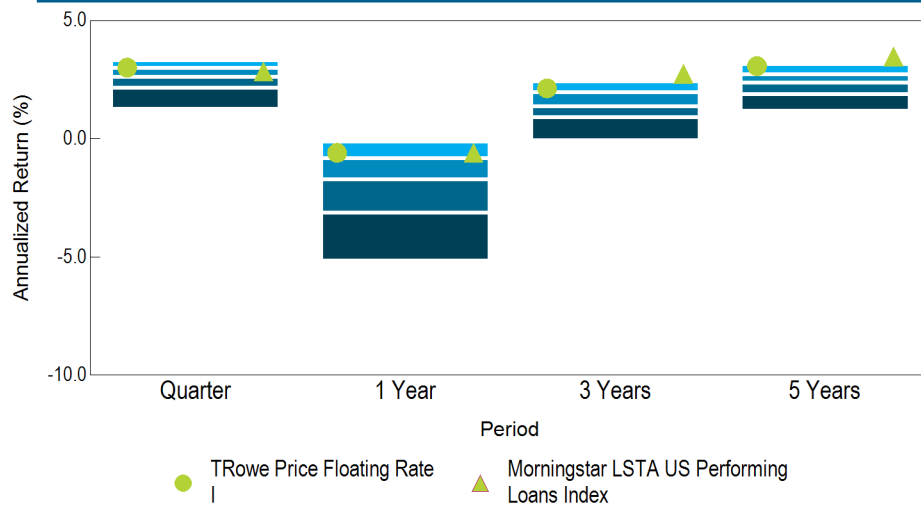 5.0
0.0
-5.0
-10.0
Annualized Return (%)
Quarter
1 Year
3 Years
5 Years
Period
TRowe Price Floating Rate
I
Morningstar LSTA US Performing
Loans Index